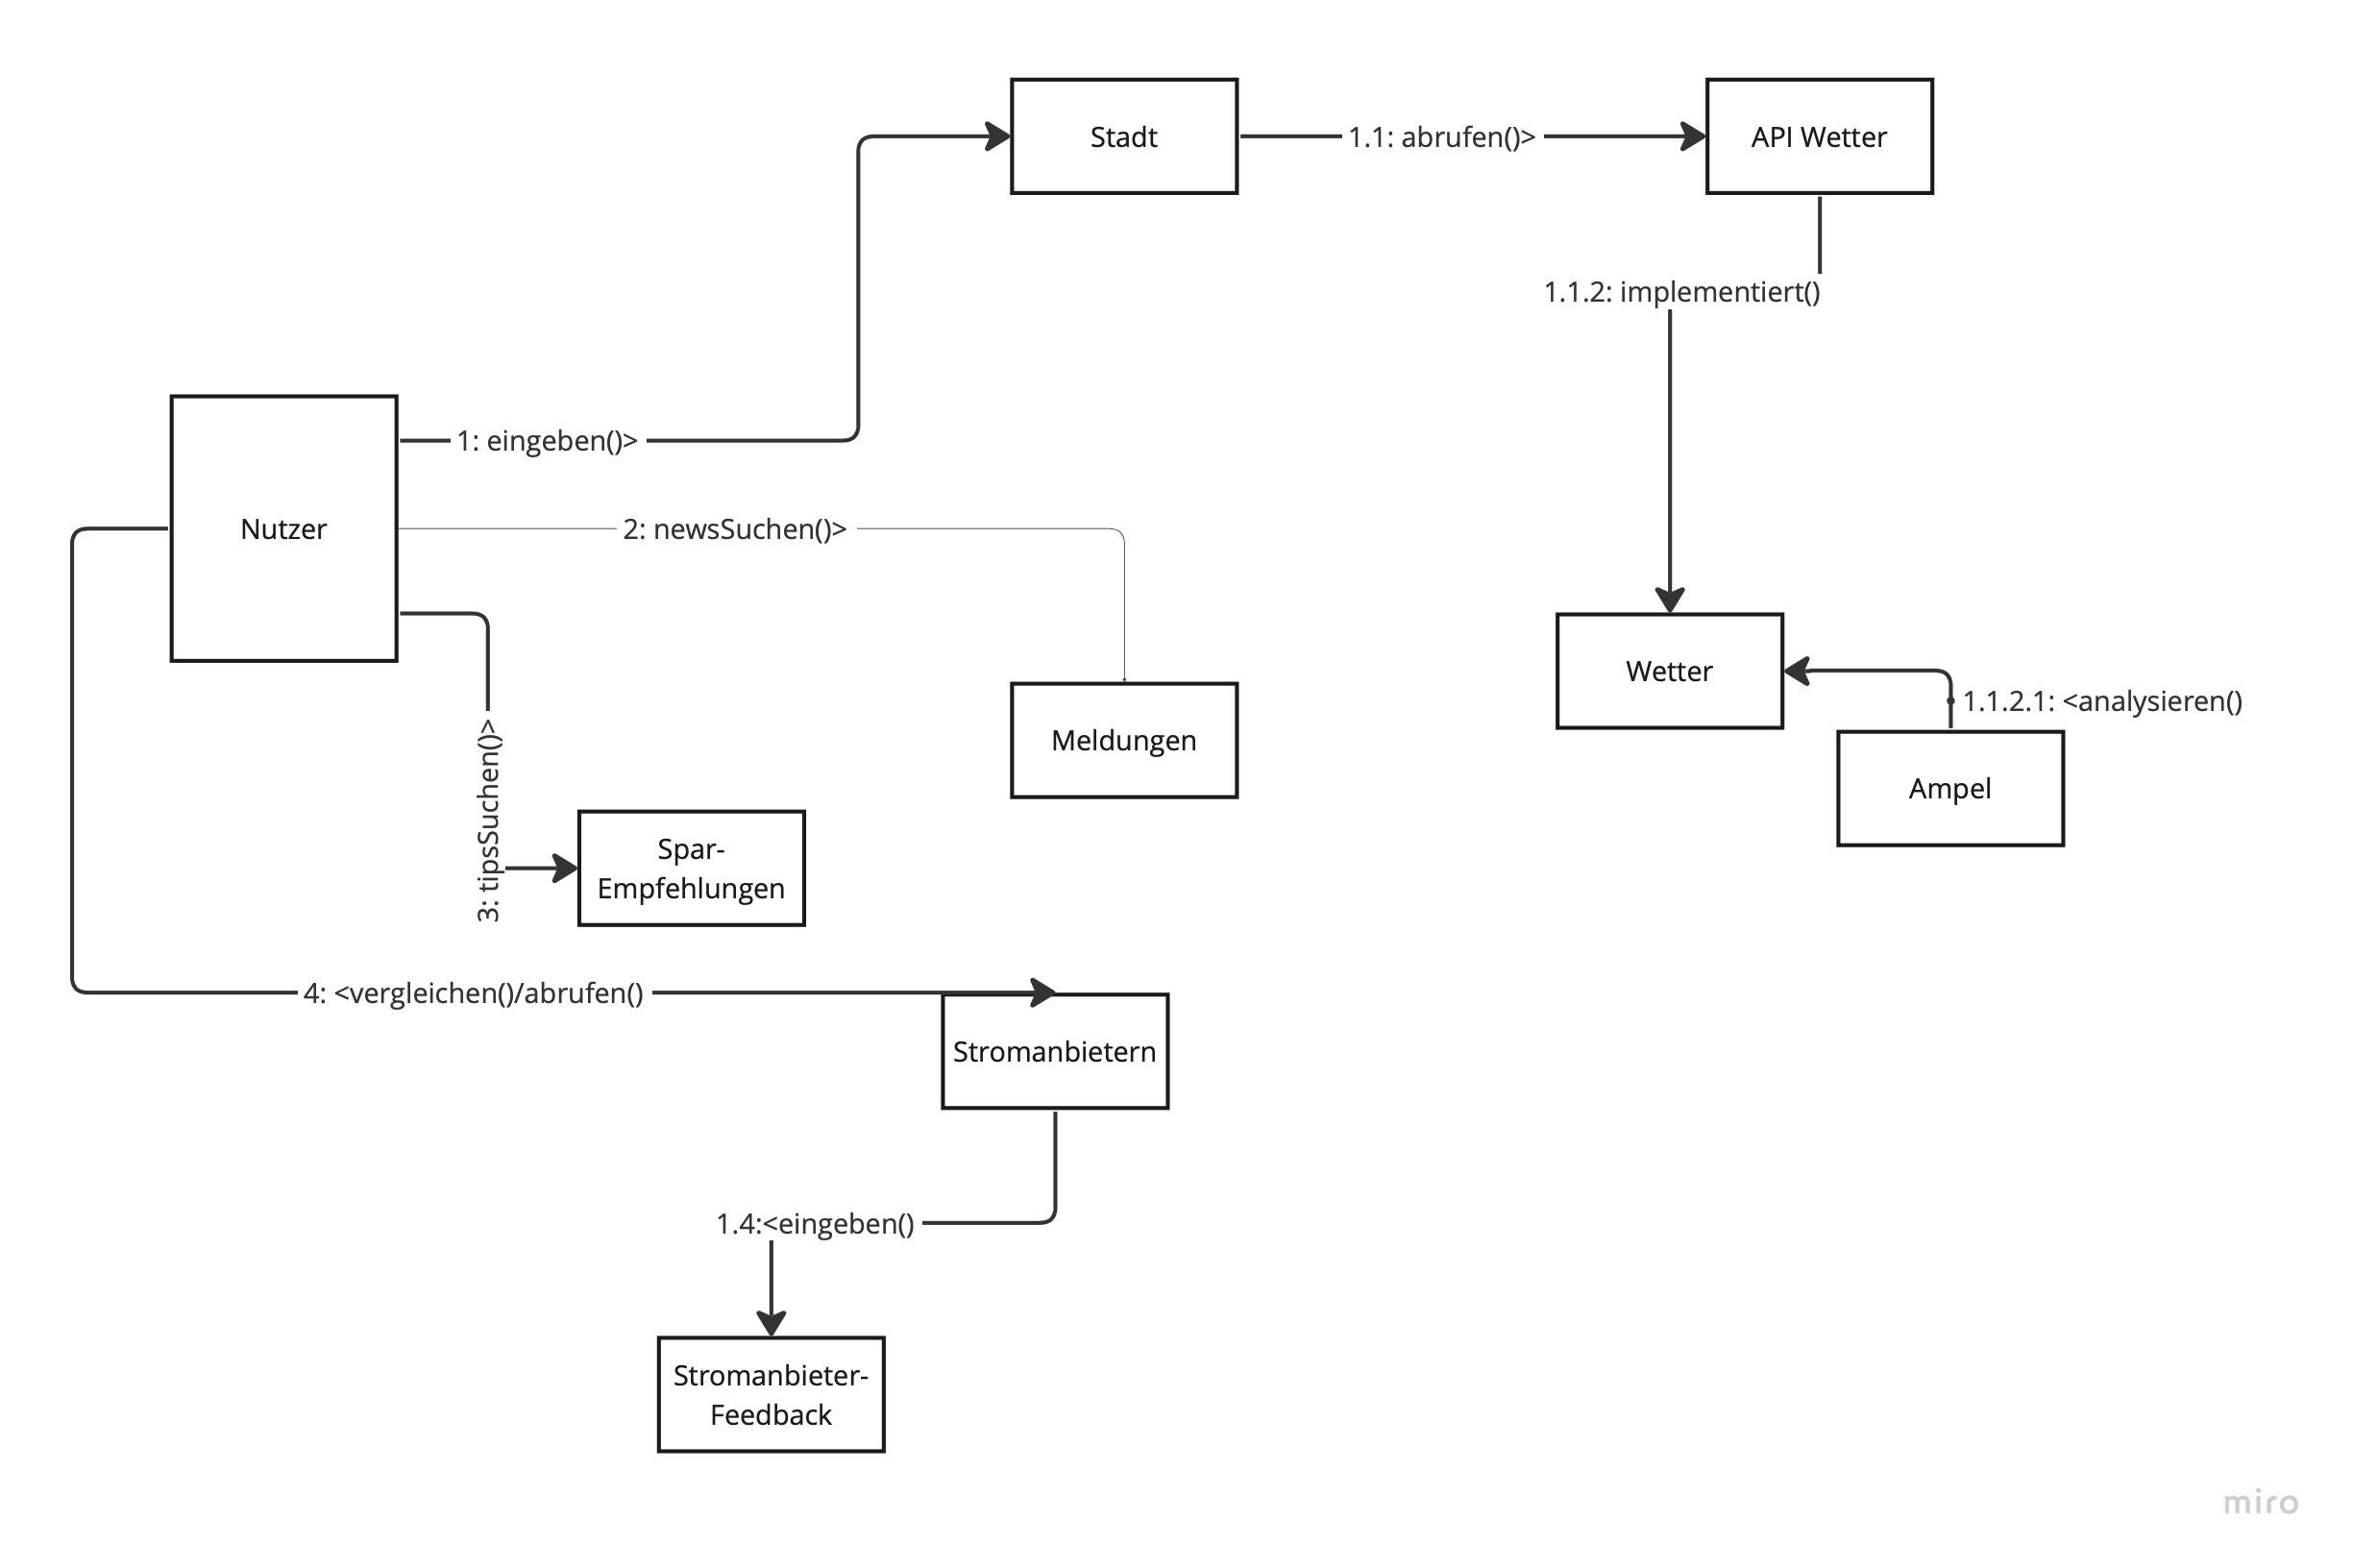 Stadt
1.1: abrufen()>
API Wetter
1.1.2: implementiert()
1: eingeben()>
Nutzer
2: newsSuchen()>
Wetter
1.1.2.1: <analysieren()
Meldungen
Ampel
3: tipsSuchen()>
Spar-
Empfehlungen
4: <vergleichen()/abrufen()
Stromanbietern
1.4:<eingeben()
Stromanbieter-
Feedback
miro